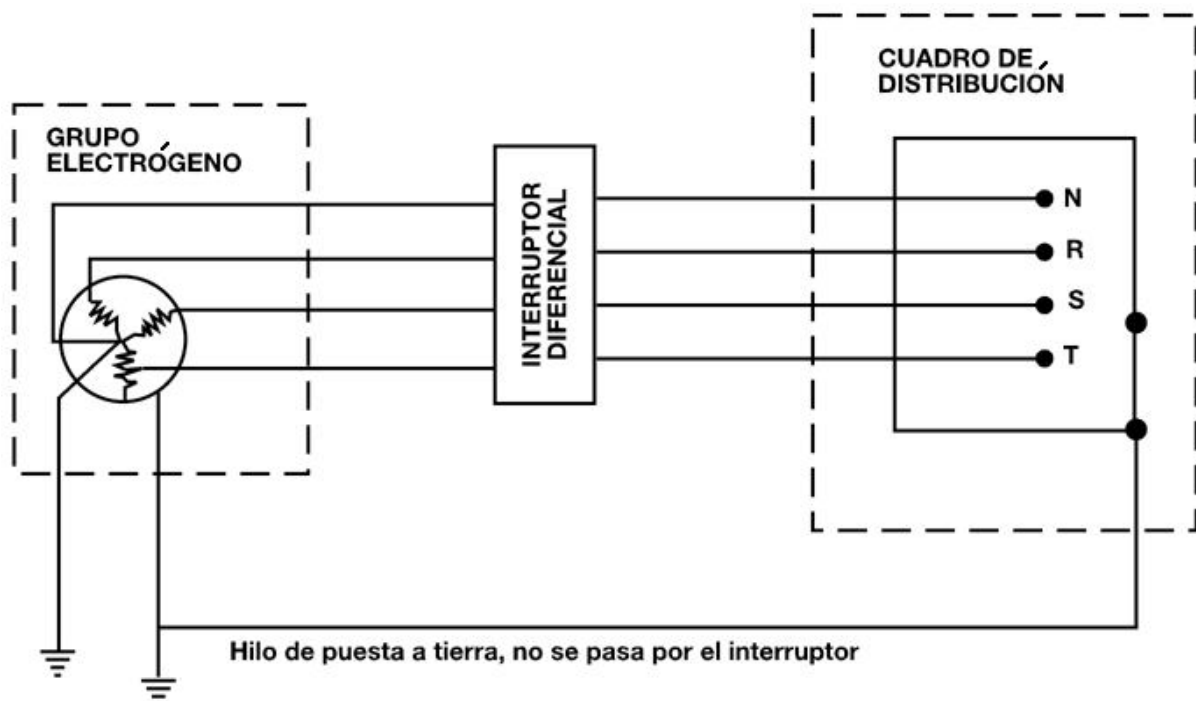 CUADRO DE
DISTRIBUCIÓN
GRUPO
ELECTRÓGENO
INTERRUPTOR
DIFERENCIAL
N
R
S
T
Hilo de puesta a tierra, no se pasa por el interruptor